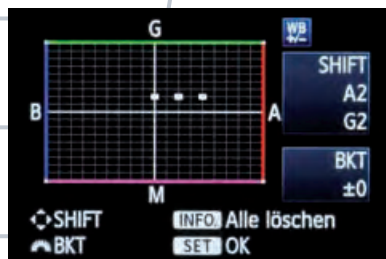 G
WB
+/-
SHIFT
A2
G2
B
A
BKT
±0
M
SHIFT
INFO. Alle löschen
BKT
SET OK